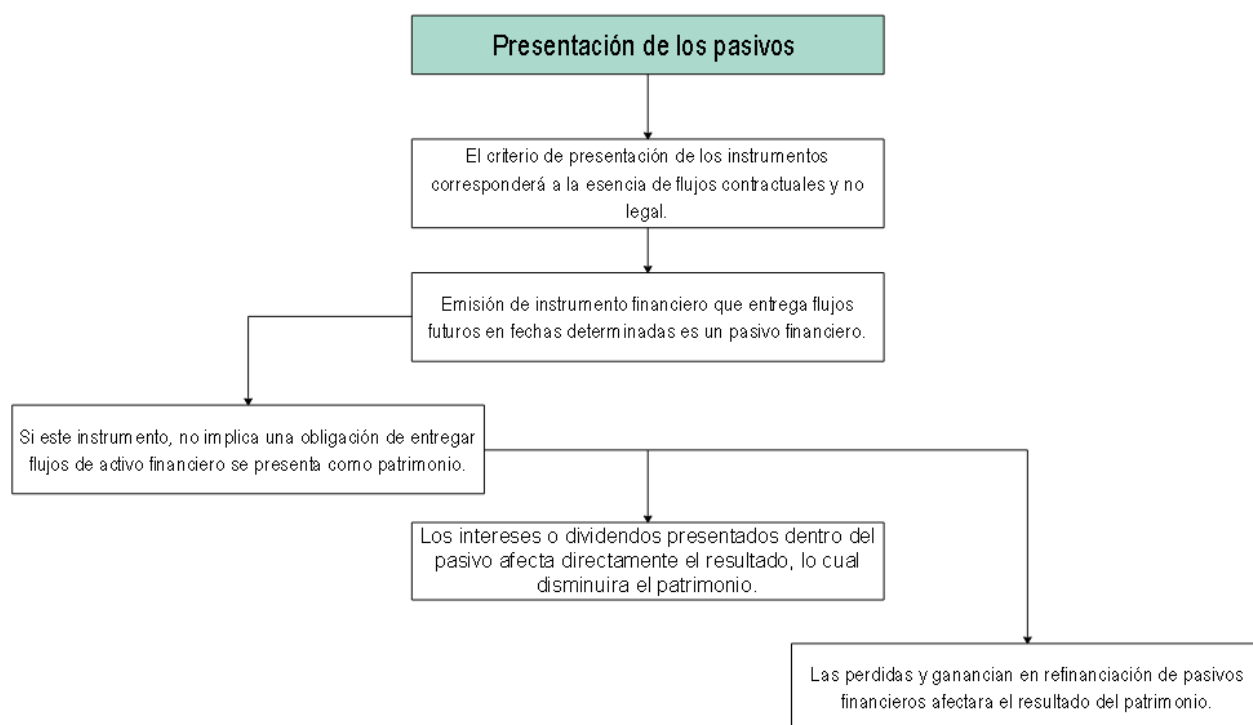 Presentación de los pasivos
El criterio de presentación de los instrumentos
corresponderá a la esencia de flujos contractuales y no
legal.
Emisión de instrumento financiero que entrega flujos
futuros en fechas determinadas es un pasivo financiero.
Si este instrumento, no implica una obligación de entregar
flujos de activo financiero se presenta como patrimonio.
Los intereses o dividendos presentados dentro del
pasivo afecta directamente el resultado, lo cual
disminuira el patrimonio.
Las perdidas y ganancian en refinanciación de pasivos
financieros afectara el resultado del patrimonio.